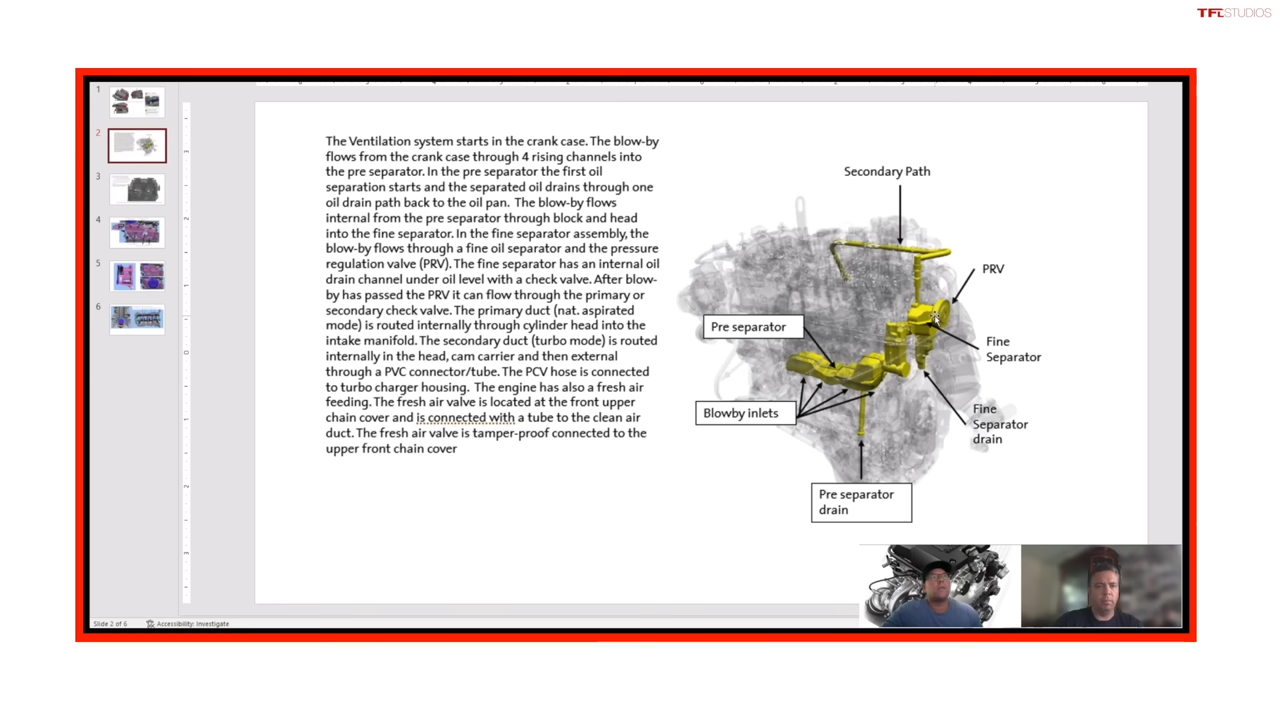 TFLSTUDIOS
1
2
3
4
5
6
The Ventilation system starts in the crank case. The blow-by
flows from the crank case through 4 rising channels into
the pre separator. In the pre separator the first oil
separation starts and the separated oil drains through one
oil drain path back to the oil pan.  The blow-by flows
internal from the pre separator through block and head
into the fine separator. In the fine separator assembly, the
blow-by flows through a fine oil separator and the pressure
regulation valve (PRV). The fine separator has an internal oil
drain channel under oil level with a check valve. After blow-
by has passed the PRV it can flow through the primary or
secondary check valve. The primary duct (nat. aspirated
mode) is routed internally through cylinder head into the
intake manifold. The secondary duct (turbo mode) is routed
internally in the head, cam carrier and then external
through a PVC connector/tube. The PCV hose is connected
to turbo charger housing.  The engine has also a fresh air
feeding. The fresh air valve is located at the front upper
chain cover and is connected with a tube to the clean air
duct. The fresh air valve is tamper-proof connected to the
upper front chain cover
Secondary Path
PRV
Pre separator
Fine
Separator
Blowby inlets
Fine
Separator
drain
Pre separator
drain
Slide 2 of 6
Accessibility: Investigate